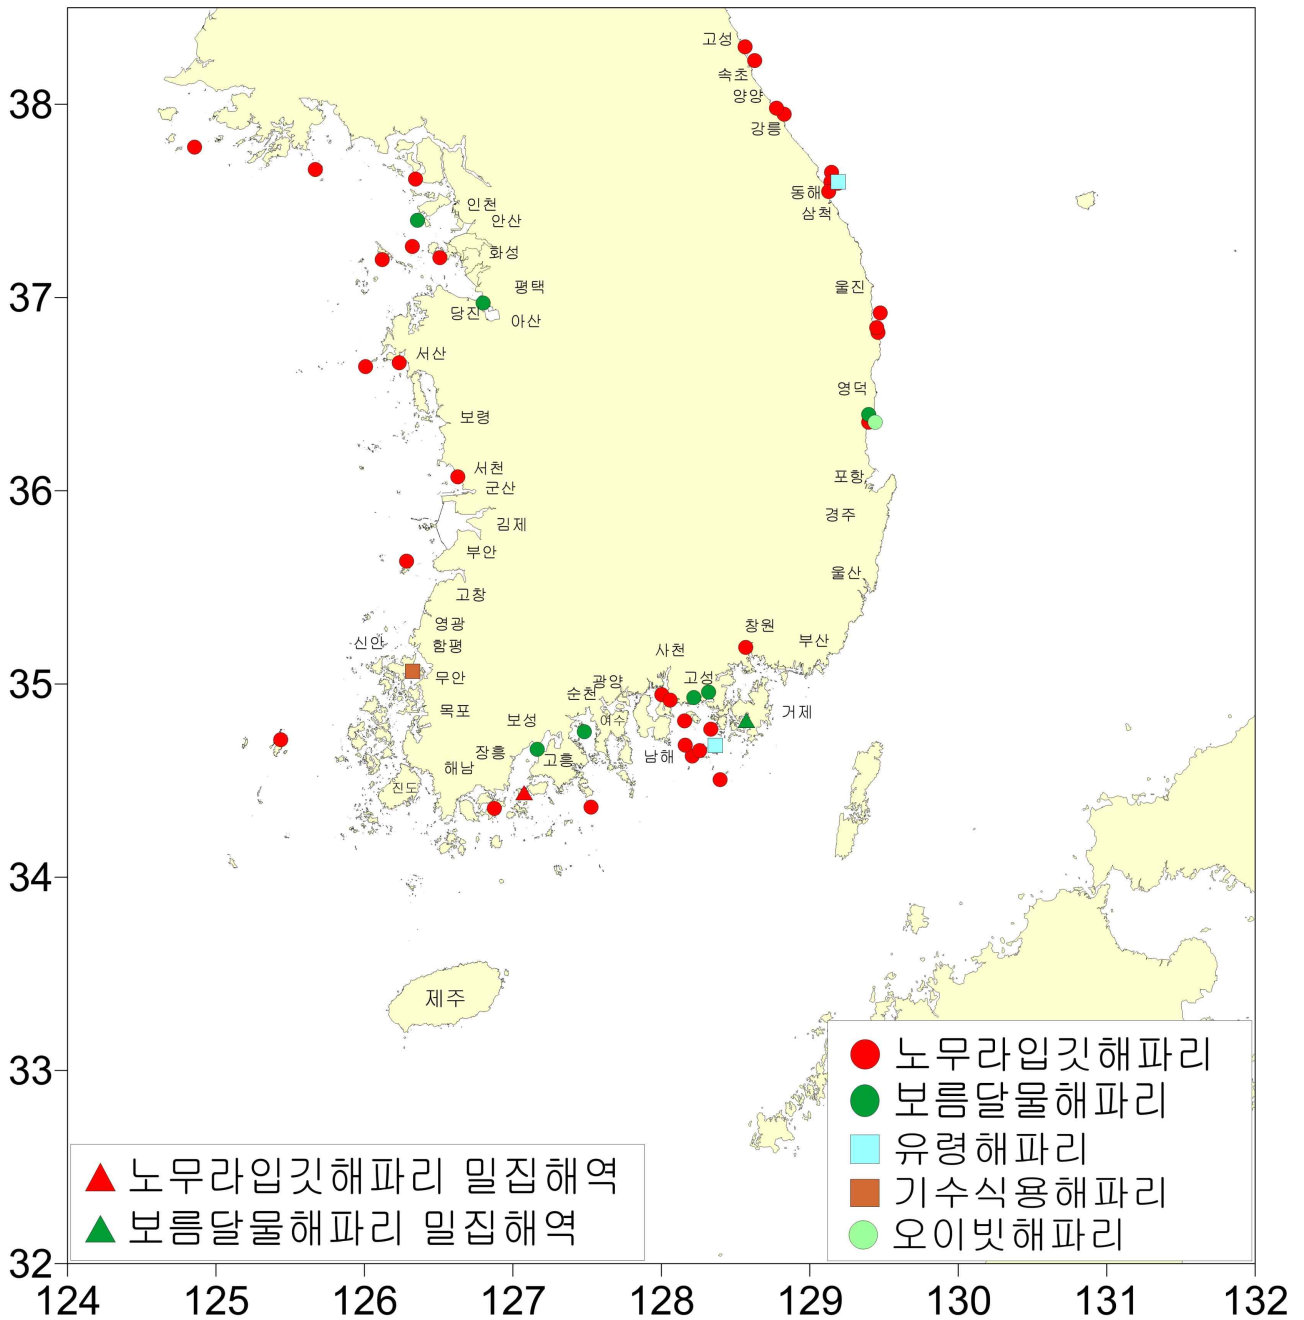 고성
속초
38
양양
강릉
인천
동해
안산
삼척
화성
37
평택
울진
당진
아산
서산
영덕
보령
서천
포항
36
군산
경주
김제
부안
울산
고창
영광
창원
신안
함평
부산
사천
35
무안
고성
광양
순천
목포
여수
거제
보성
장흥
남해
고흥
해남
진도
34
제주
33
노무라입깃해파리
보름달물해파리
유령해파리
기수식용해파리
오이빗해파리
노무라입깃해파리 밀집해역
보름달물해파리 밀집해역
32
124 125 126 127 128 129 130 131 132